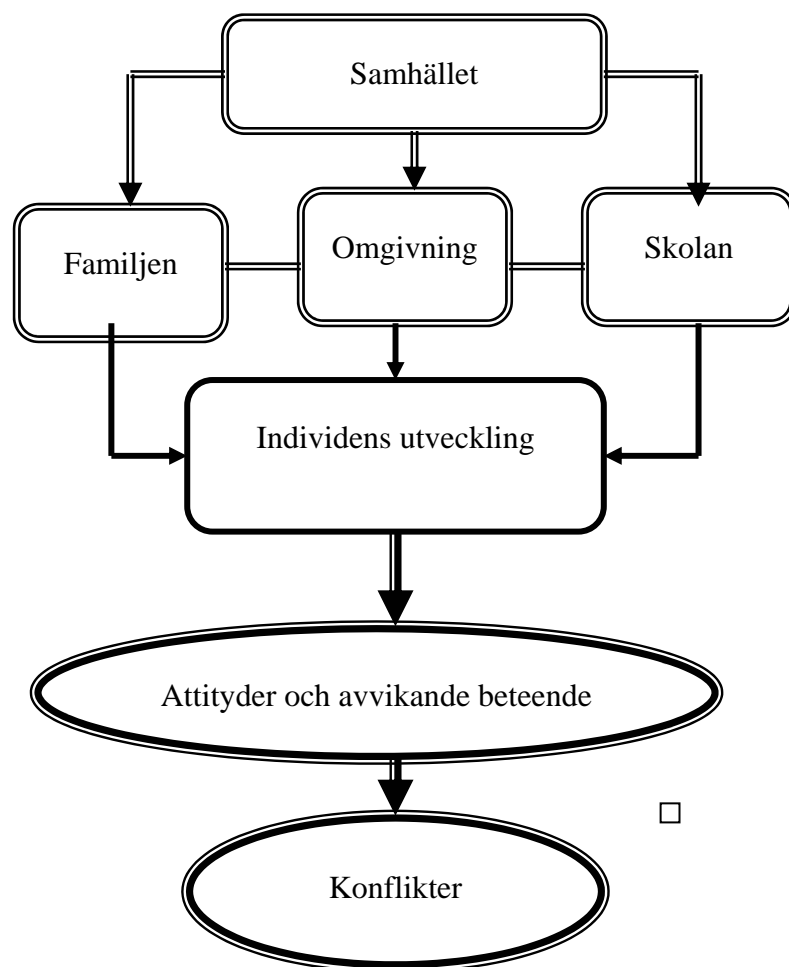 Samhället
Familjen
Omgivning
Skolan
Individens utveckling
Attityder och avvikande beteende
Konflikter